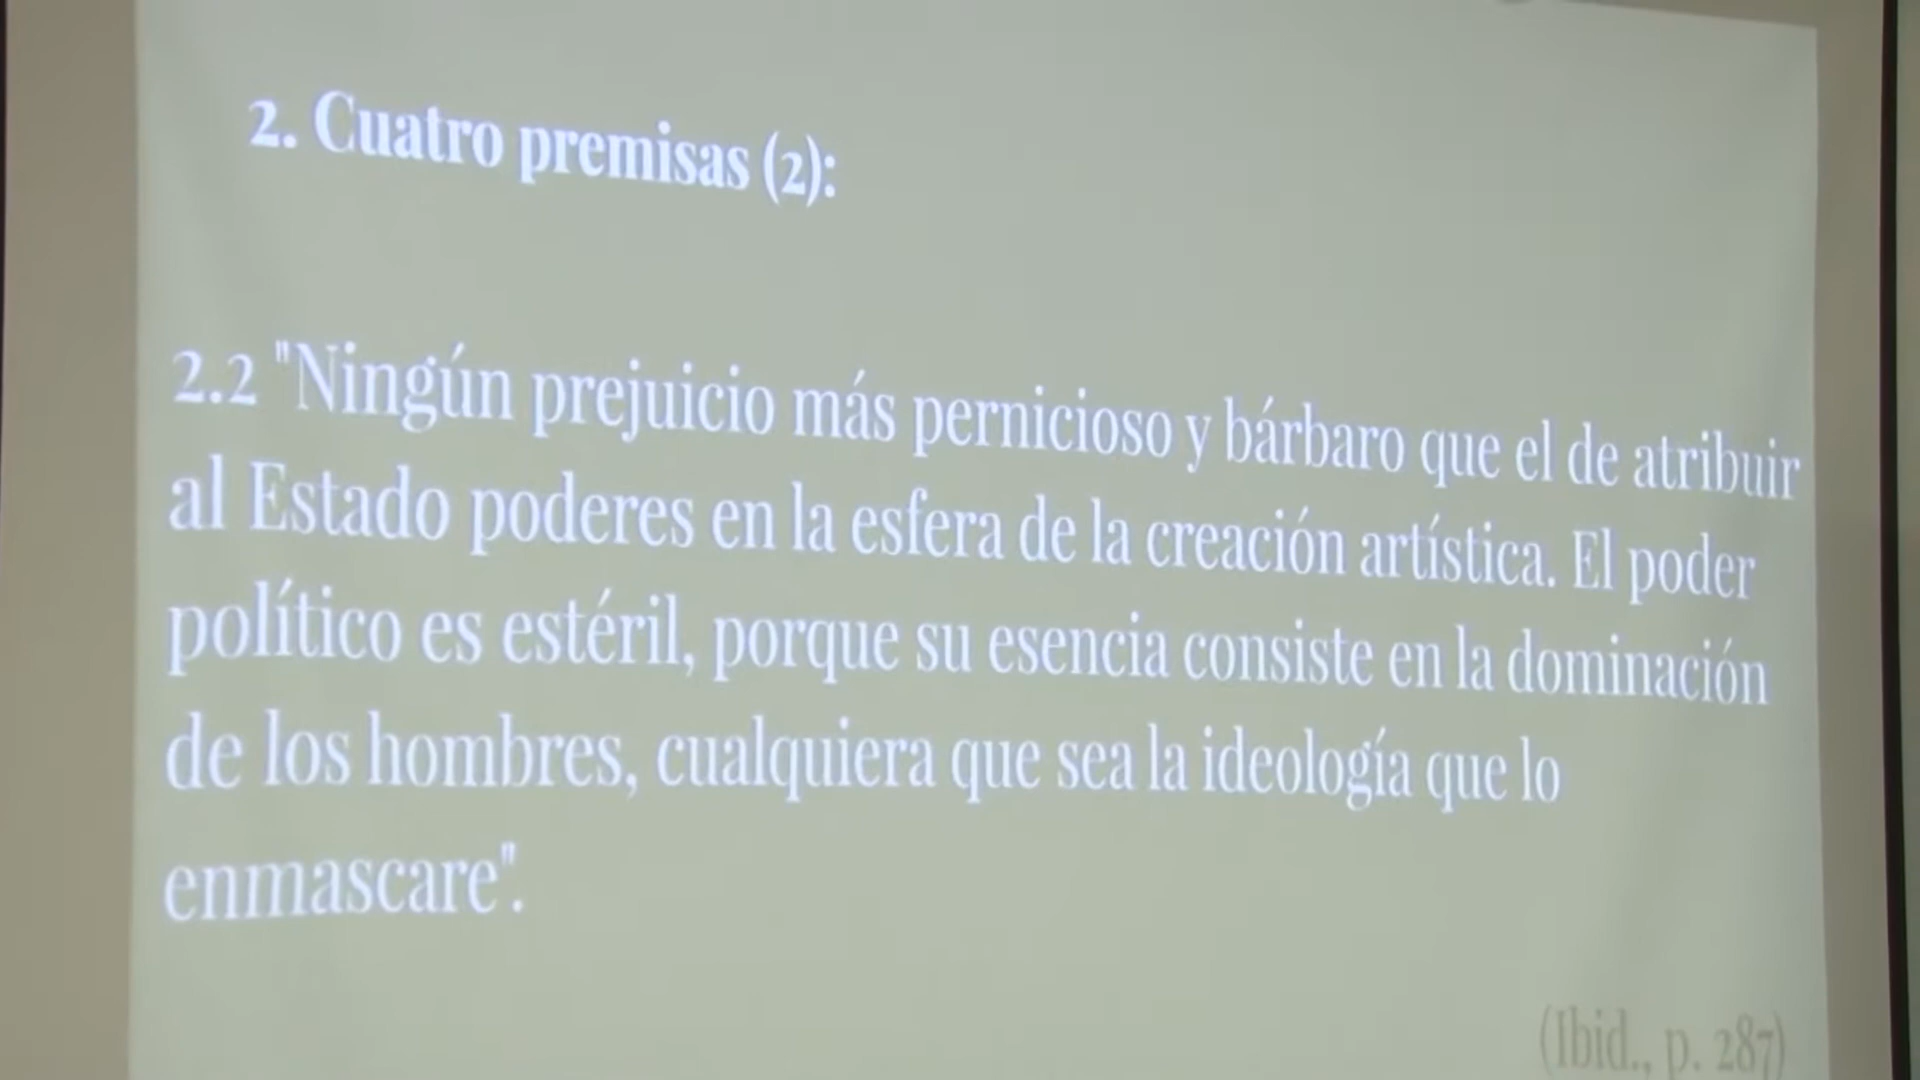 2. Cuatro premisas (2):
2.2 "Ningún prejuicio más pernicioso y bárbaro que el de atribuir
al Estado poderes en la esfera de la creación artística. El poder
político es estéril, porque su esencia consiste en la dominación
de los hombres, cualquiera que sea la ideología que lo
enmascare".
(Ibid., p. 287)